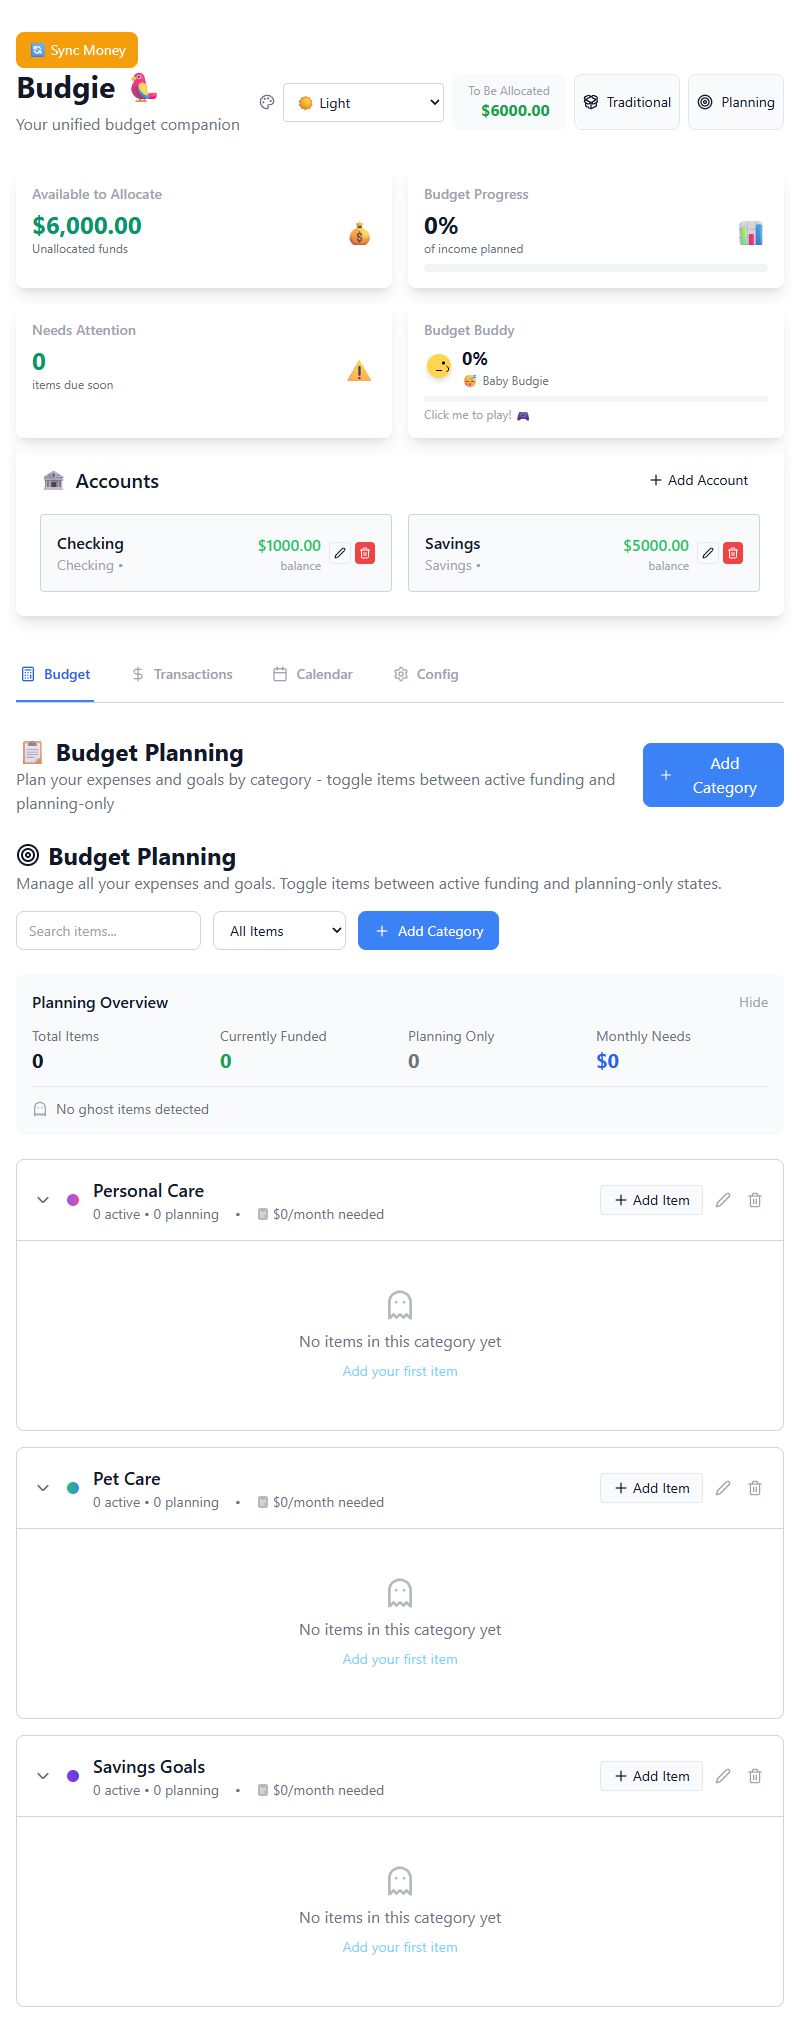 Sync Money
Budgie
Your unified budget companion
Light
To Be Allocated
$6000.00
Traditional
Planning
Available to Allocate
$6,000.00
Unallocated funds
Budget Progress
0%
of income planned
Needs Attention
0
items due soon
Budget Buddy
0%
Baby Budgie
Click me to play!
Accounts
Add Account
Checking
Checking •
$1000.00
balance
Savings
Savings •
$5000.00
balance
Budget
Transactions
Calendar
Config
Budget Planning
Plan your expenses and goals by category - toggle items between active funding and
planning-only
Add
Category
Budget Planning
Manage all your expenses and goals. Toggle items between active funding and planning-only states.
Search items...
All Items
Add Category
Planning Overview
Hide
Total Items
0
Currently Funded
0
Planning Only
0
Monthly Needs
$0
No ghost items detected
Personal Care
0 active • 0 planning • $0/month needed
Add Item
No items in this category yet
Add your first item
Pet Care
0 active • 0 planning • $0/month needed
Add Item
No items in this category yet
Add your first item
Savings Goals
0 active • 0 planning • $0/month needed
Add Item
No items in this category yet
Add your first item